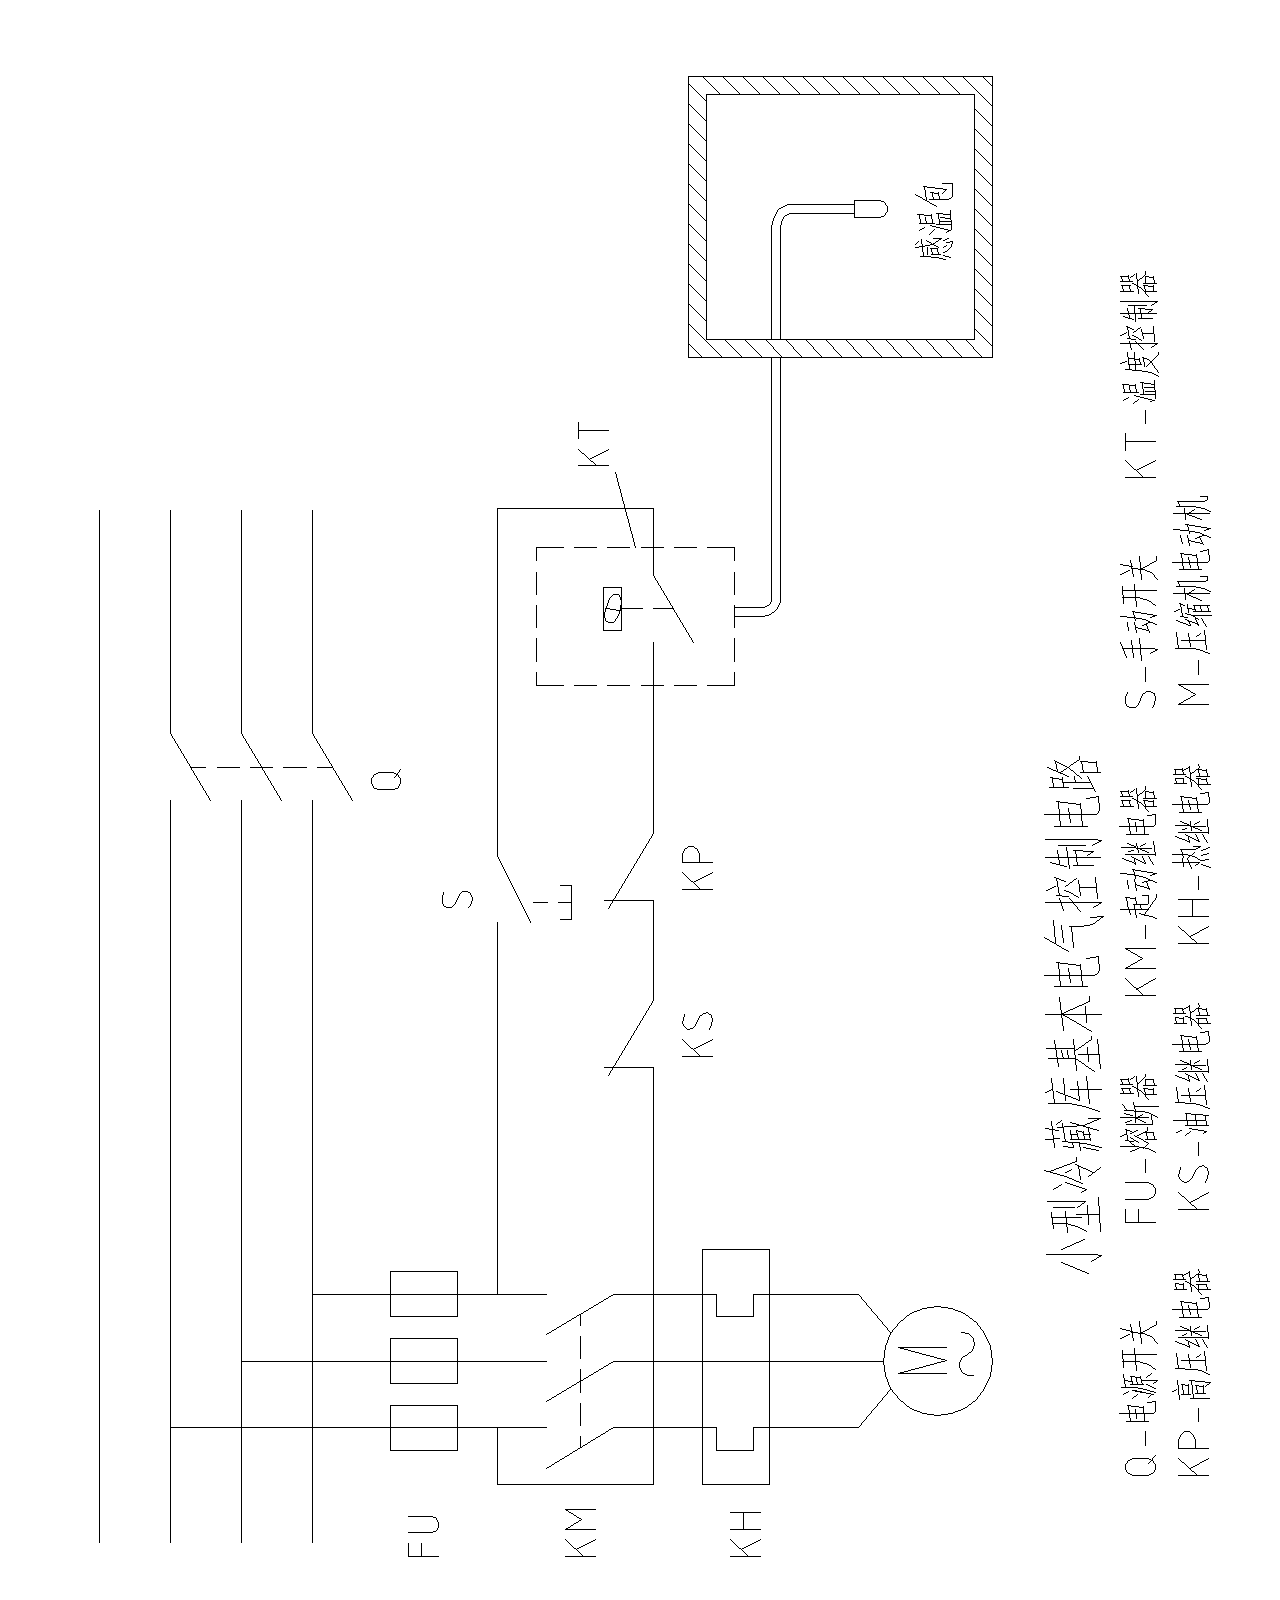 感温包
KT
Q
S
KP
KS
FU
KM
KH
M
小型冷藏库基本电气控制电路
Q-电源开关 FU-熔断器 KM-起动继电器 S-手动开关 KT-温度控制器
KP-高压继电器 KS-油压继电器 KH-热继电器 M-压缩机电动机